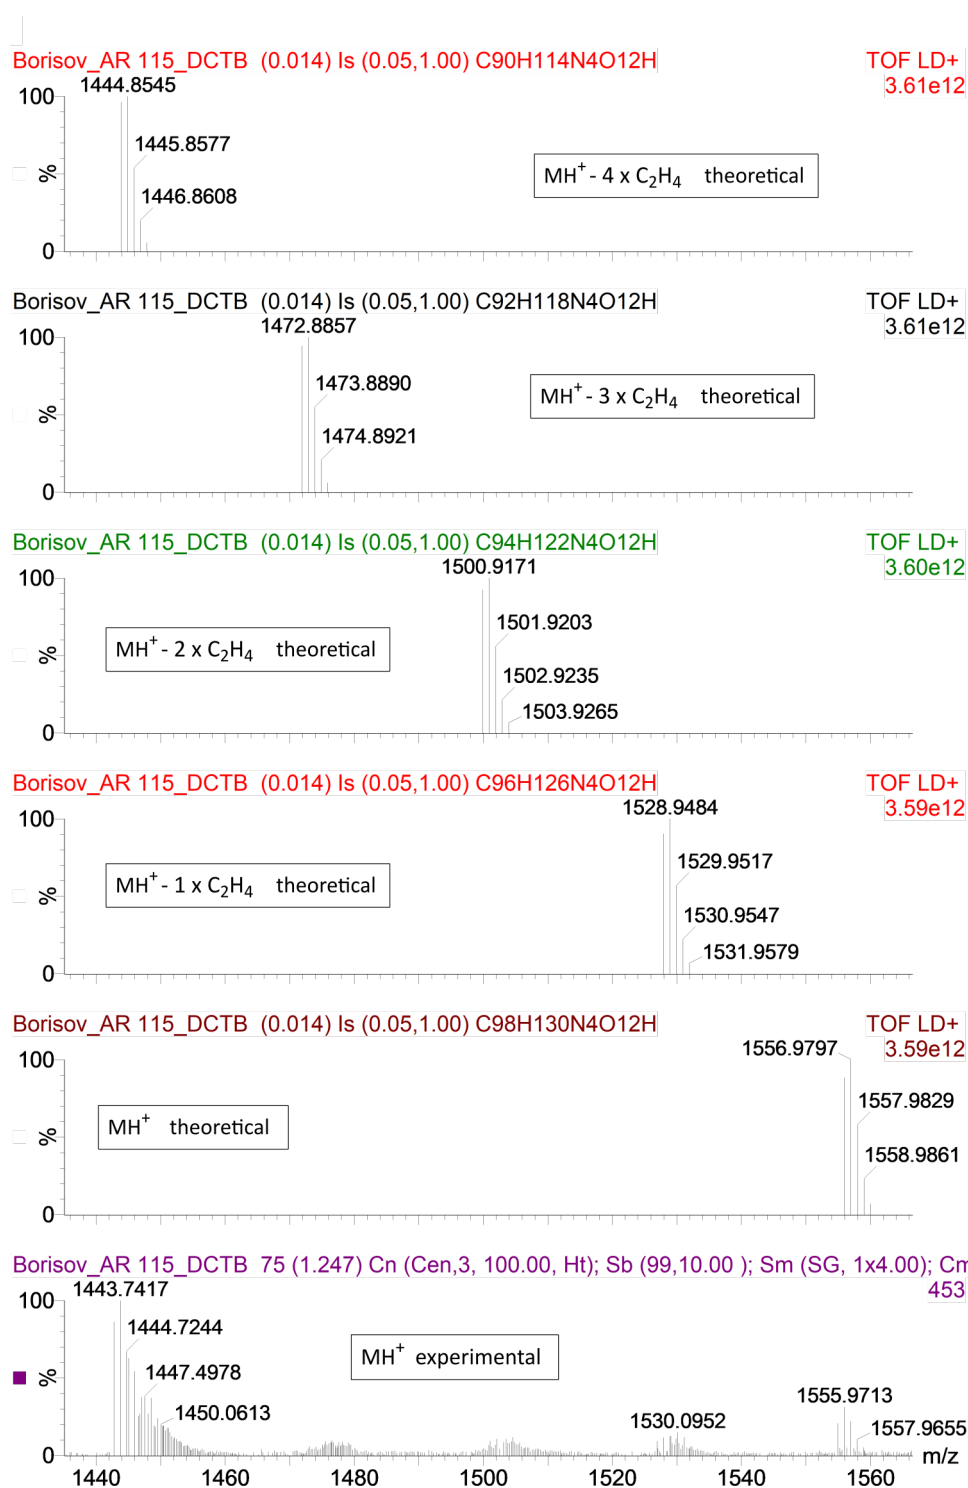 Borisov_AR 115_DCTB (0.014) Is (0.05,1.00) C90H114N4O12H TOF LD+
3.61e12
1444.8545
100
1445.8577
MH⁺ - 4 x C₂H₄ theoretical
%
1446.8608
0
Borisov_AR 115_DCTB (0.014) Is (0.05,1.00) C92H118N4O12H TOF LD+
3.61e12
1472.8857
100
1473.8890
MH⁺ - 3 x C₂H₄ theoretical
%
1474.8921
0
Borisov_AR 115_DCTB (0.014) Is (0.05,1.00) C94H122N4O12H TOF LD+
3.60e12
1500.9171
100
1501.9203
MH⁺ - 2 x C₂H₄ theoretical
%
1502.9235
1503.9265
0
Borisov_AR 115_DCTB (0.014) Is (0.05,1.00) C96H126N4O12H TOF LD+
3.59e12
1528.9484
100
1529.9517
MH⁺ - 1 x C₂H₄ theoretical
%
1530.9547
1531.9579
0
Borisov_AR 115_DCTB (0.014) Is (0.05,1.00) C98H130N4O12H TOF LD+
3.59e12
1556.9797
100
1557.9829
MH⁺ theoretical
%
1558.9861
0
Borisov_AR 115_DCTB 75 (1.247) Cn (Cen,3, 100.00, Ht); Sb (99,10.00 ); Sm (SG, 1x4.00); Cm
453
1443.7417
100
1444.7244
MH⁺ experimental
%
1447.4978
1450.0613
1530.0952
1555.9713
1557.9655
0
m/z
1440 1460 1480 1500 1520 1540 1560